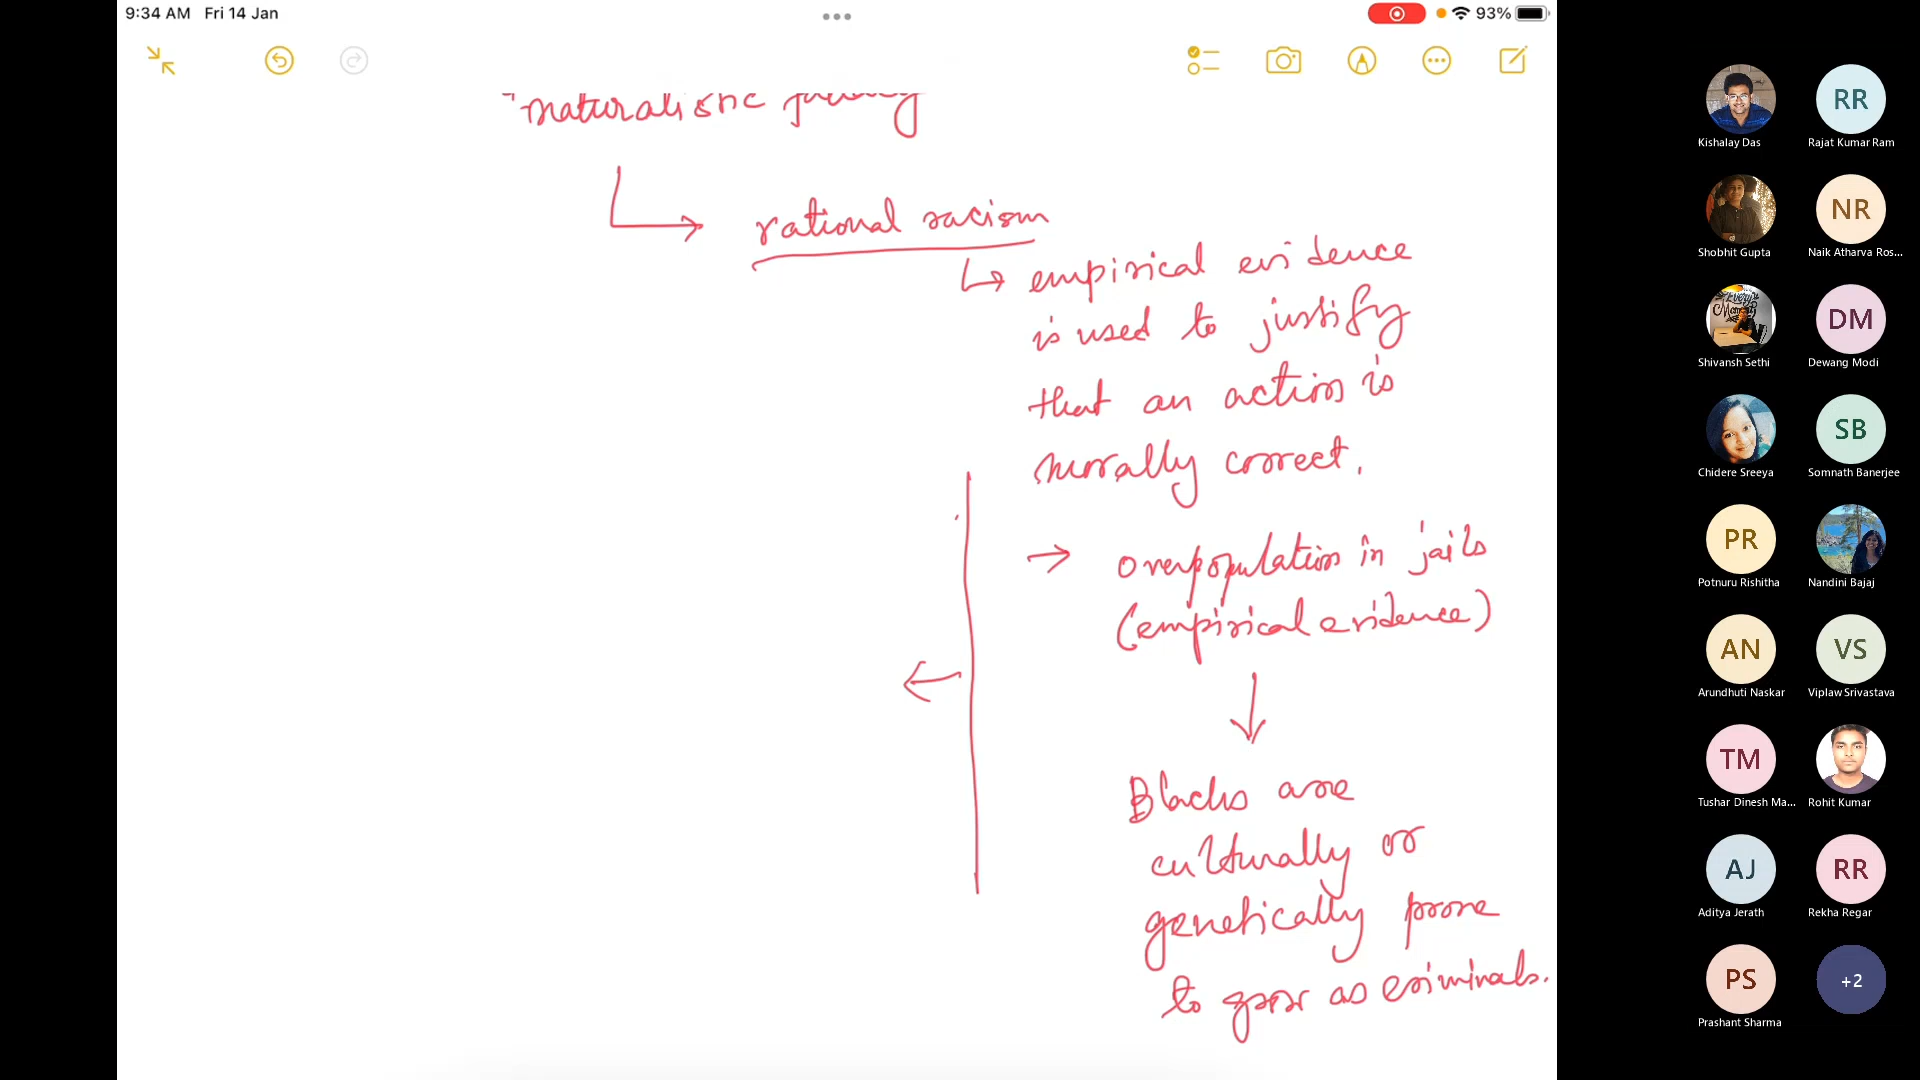 9:34 AM Fri 14 Jan
93%
"naturalistic fallacy
rational racism
↳ empirical evidence
is used to justify
that an action is
morally correct.
→ overpopulation in jails
(empirical evidence)
Blacks are
culturally or
genetically prone
to grow as criminals.
Kishalay Das
RR
Rajat Kumar Ram
Shobhit Gupta
NR
Naik Atharva Ros...
Shivansh Sethi
DM
Dewang Modi
Chidere Sreeya
SB
Somnath Banerjee
PR
Potnuru Rishitha
Nandini Bajaj
AN
Arundhuti Naskar
VS
Viplaw Srivastava
TM
Tushar Dinesh Ma...
Rohit Kumar
AJ
Aditya Jerath
RR
Rekha Regar
PS
Prashant Sharma
+2